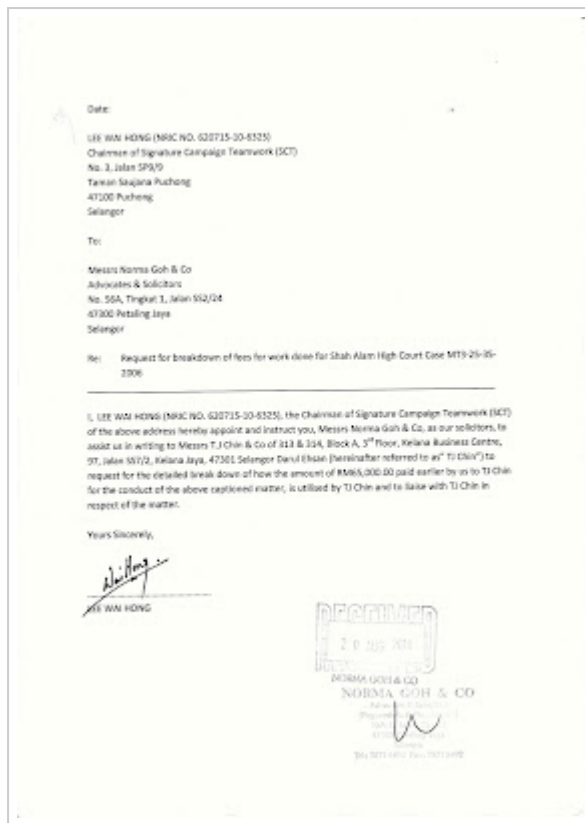 Date:
LEE WAI HONG (NRIC NO. 620715-10-6325)
Chairman of Signature Campaign Teamwork (SCT)
No. 3, Jalan SP9/9
Taman Saujana Puchong
47100 Puchong
Selangor
To:
Messrs Norma Goh & Co
Advocates & Solicitors
No. 56A, Tingkat 1, Jalan SS2/24
47300 Petaling Jaya
Selangor
Re: Request for breakdown of fees for work done for Shah Alam High Court Case MT3-25-35-
2006
I, LEE WAI HONG (NRIC NO. 620715-10-6325), the Chairman of Signature Campaign Teamwork (SCT)
of the above address hereby appoint and instruct you, Messrs Norma Goh & Co, as our solicitors, to
assist us in writing to Messrs T.J Chin & Co of 313 & 314, Block A, 3rd Floor, Kelana Business Centre,
97, Jalan SS7/2, Kelana Jaya, 47301 Selangor Darul Ehsan (hereinafter referred to as" TJ Chin") to
request for the detailed break down of how the amount of RM65,000.00 paid earlier by us to TJ Chin
for the conduct of the above captioned matter, is utilised by TJ Chin and to liaise with TJ Chin in
respect of the matter.
Yours Sincerely,
Wai Hong
LEE WAI HONG
RECEIVED
20 AUG
NORMA GOH & CO
NORMA GOH & CO